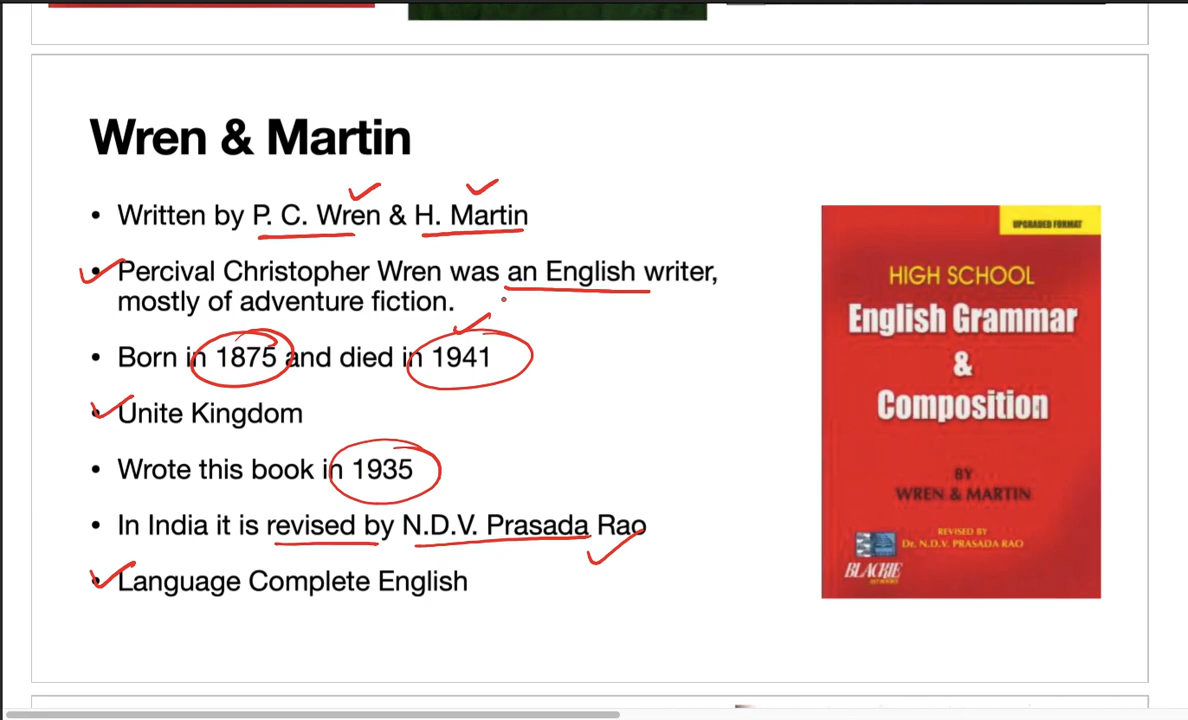 Wren & Martin
• Written by P. C. Wren & H. Martin
• Percival Christopher Wren was an English writer,
mostly of adventure fiction.
• Born in 1875 and died in 1941
• Unite Kingdom
• Wrote this book in 1935
• In India it is revised by N.D.V. Prasada Rao
• Language Complete English
UPGRADED FORMAT
HIGH SCHOOL
English Grammar
&
Composition
BY
WREN & MARTIN
REVISED BY
Dr. N.D.V. PRASADA RAO
BLACKIE